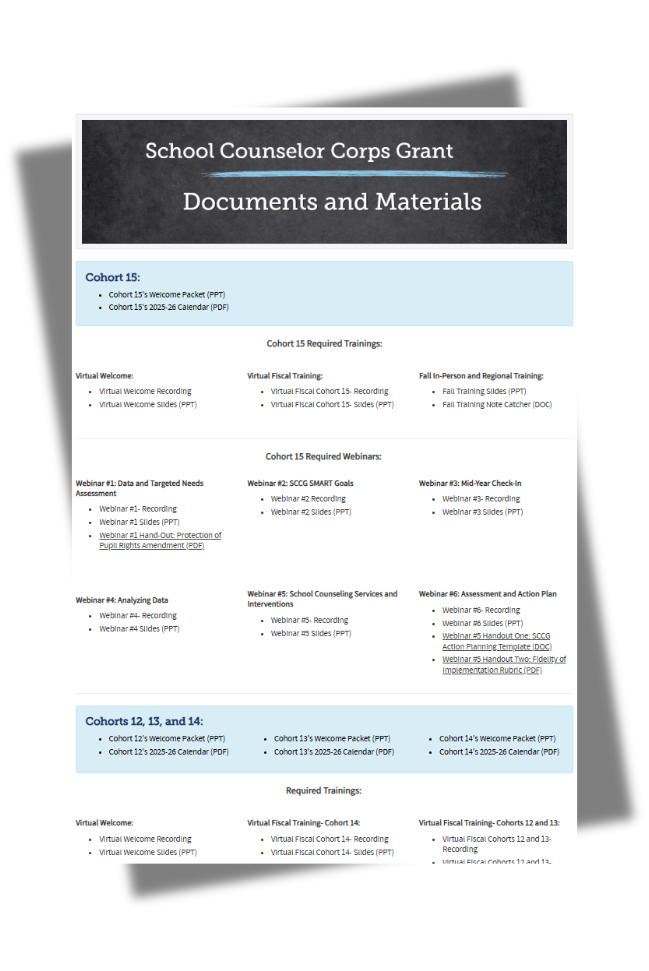 School Counselor Corps Grant
Documents and Materials
Cohort 15:
• Cohort 15's Welcome Packet (PPT)
• Cohort 15's 2025-26 Calendar (PDF)
Cohort 15 Required Trainings:
Virtual Welcome:
• Virtual Welcome Recording
• Virtual Welcome Slides (PPT)
Virtual Fiscal Training:
• Virtual Fiscal Cohort 15- Recording
• Virtual Fiscal Cohort 15- Slides (PPT)
Fall In-Person and Regional Training:
• Fall Training Slides (PPT)
• Fall Training Note Catcher (DOC)
Cohort 15 Required Webinars:
Webinar #1: Data and Targeted Needs
Assessment
• Webinar #1- Recording
• Webinar #1 Slides (PPT)
• Webinar #1 Hand-Out: Protection of
Pupil Rights Amendment (PDF)
Webinar #2: SCCG SMART Goals
• Webinar #2 Recording
• Webinar #2 Slides (PPT)
Webinar #3: Mid-Year Check-In
• Webinar #3- Recording
• Webinar #3 Slides (PPT)
Webinar #4: Analyzing Data
• Webinar #4- Recording
• Webinar #4 Slides (PPT)
Webinar #5: School Counseling Services and
Interventions
• Webinar #5- Recording
• Webinar #5 Slides (PPT)
Webinar #6: Assessment and Action Plan
• Webinar #6- Recording
• Webinar #6 Slides (PPT)
• Webinar #5 Handout One: SCCG
Action Planning Template (DOC)
• Webinar #5 Handout Two: Fidelity of
Implementation Rubric (PDF)
Cohorts 12, 13, and 14:
• Cohort 12's Welcome Packet (PPT)
• Cohort 12's 2025-26 Calendar (PDF)
• Cohort 13's Welcome Packet (PPT)
• Cohort 13's 2025-26 Calendar (PDF)
• Cohort 14's Welcome Packet (PPT)
• Cohort 14's 2025-26 Calendar (PDF)
Required Trainings:
Virtual Welcome:
• Virtual Welcome Recording
• Virtual Welcome Slides (PPT)
Virtual Fiscal Training- Cohort 14:
• Virtual Fiscal Cohort 14- Recording
• Virtual Fiscal Cohort 14- Slides (PPT)
Virtual Fiscal Training- Cohorts 12 and 13:
• Virtual Fiscal Cohorts 12 and 13-
Recording
• Virtual Fiscal Cohorts 12 and 13-